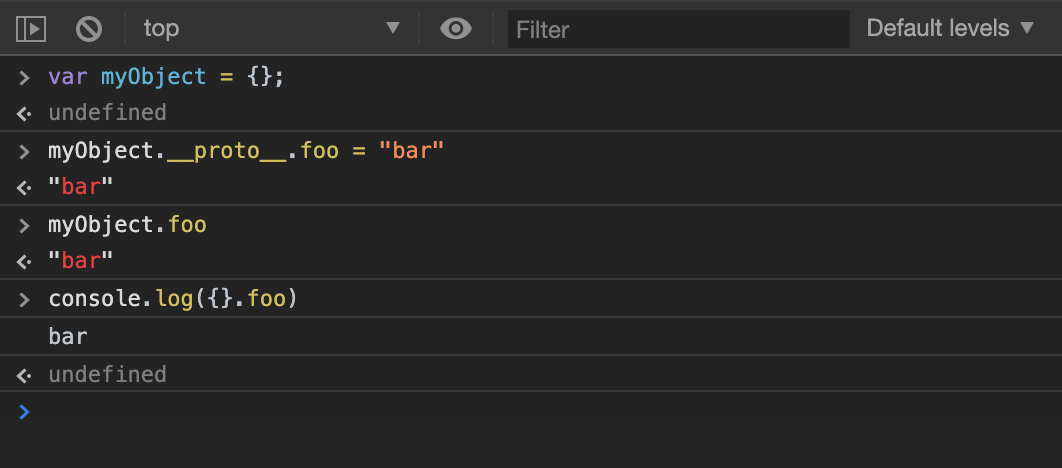 top Filter Default levels
var myObject = {};
undefined
myObject.__proto__.foo = "bar"
"bar"
myObject.foo
"bar"
console.log({}.foo)
bar
undefined